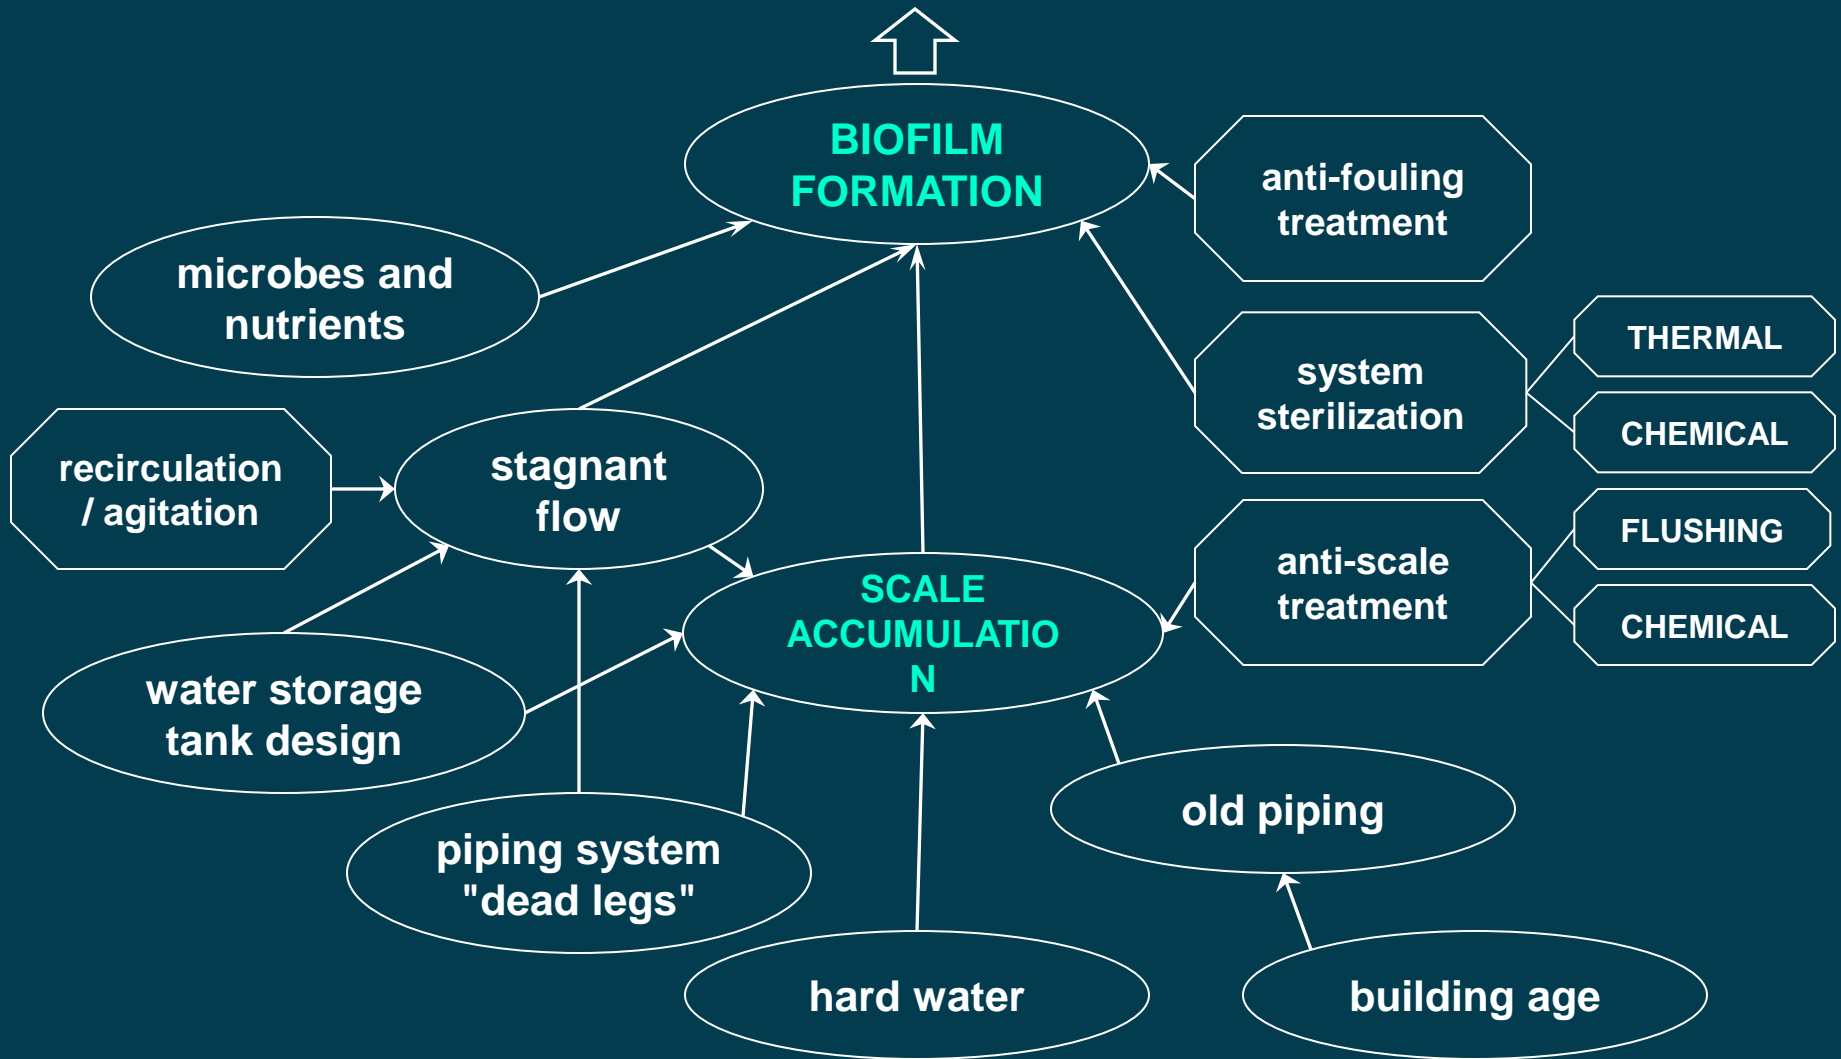 BIOFILM
FORMATION
anti-fouling
treatment
microbes and
nutrients
THERMAL
system
sterilization
CHEMICAL
recirculation
/ agitation
stagnant
flow
FLUSHING
anti-scale
treatment
CHEMICAL
SCALE
ACCUMULATIO
N
water storage
tank design
old piping
piping system
"dead legs"
hard water
building age